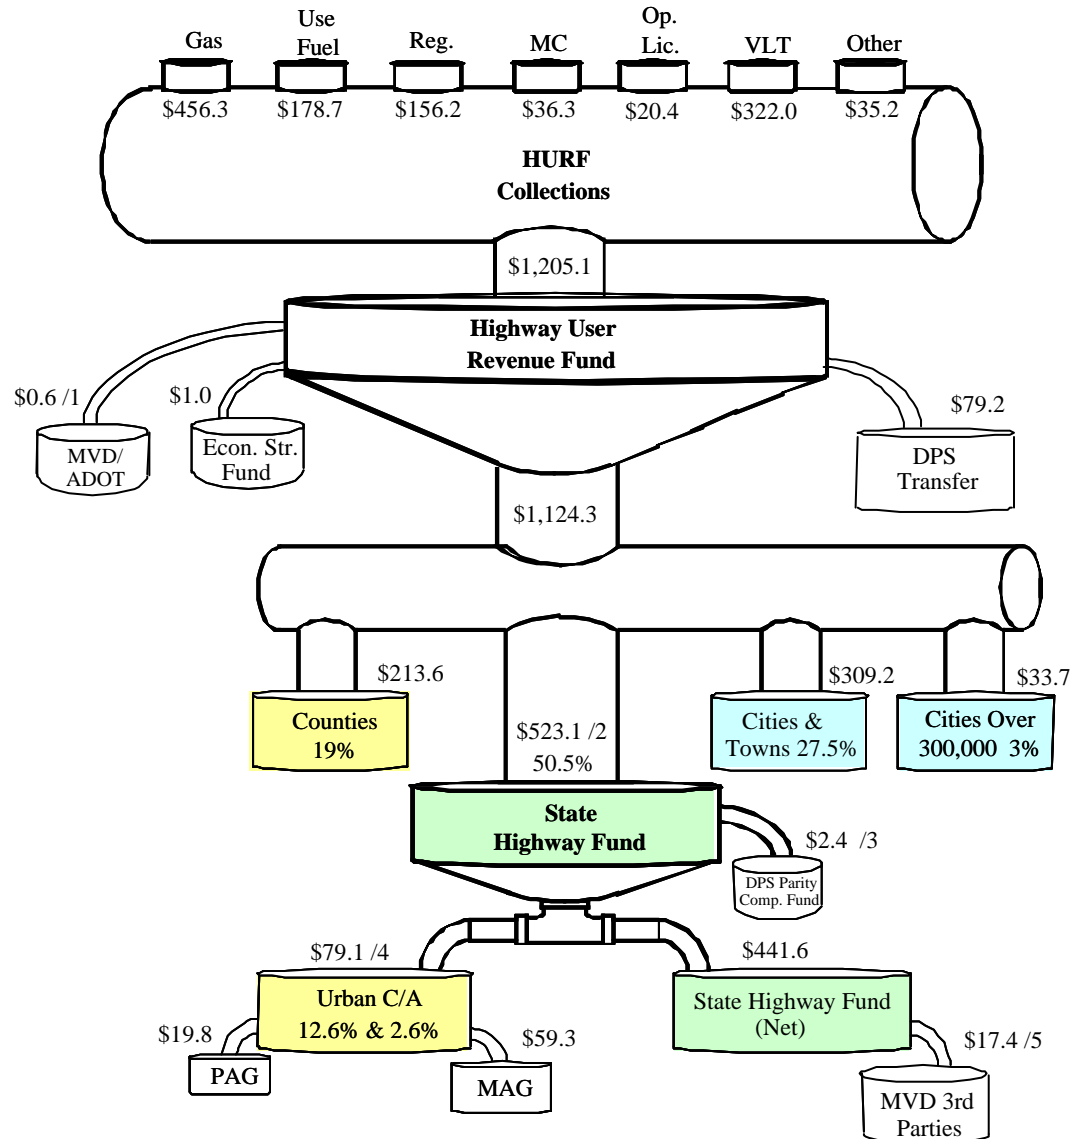 Gas
Use
Fuel
Reg.
MC
Op.
Lic.
VLT
Other
$456.3
$178.7
$156.2
$36.3
$20.4
$322.0
$35.2
HURF
Collections
$1,205.1
Highway User
Revenue Fund
$0.6 /1
MVD/
ADOT
$1.0
Econ. Str.
Fund
$79.2
DPS
Transfer
$1,124.3
$213.6
Counties
19%
$523.1 /2
50.5%
$309.2
Cities &
Towns 27.5%
$33.7
Cities Over
300,000 3%
State
Highway Fund
$2.4 /3
DPS Parity
Comp. Fund
$79.1 /4
Urban C/A
12.6% & 2.6%
$19.8
PAG
$59.3
MAG
$441.6
State Highway Fund
(Net)
$17.4 /5
MVD 3rd
Parties